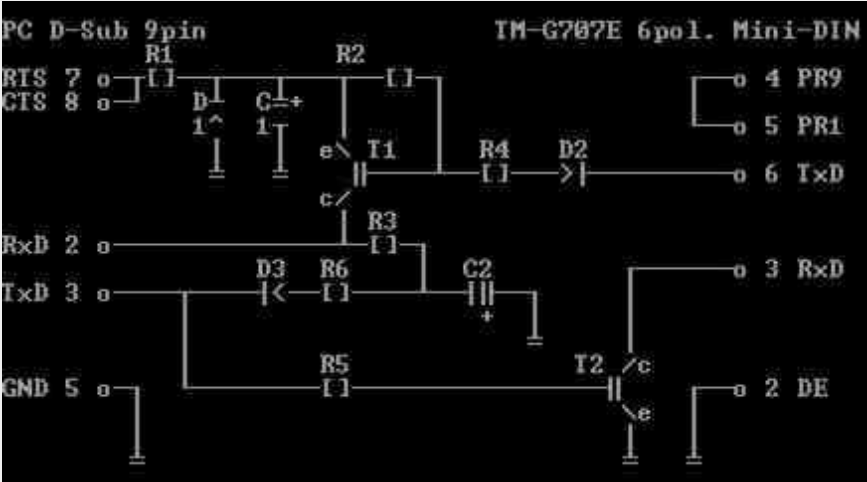 PC D-Sub 9pin TM-G707E 6pol. Mini-DIN
R1 R2
RTS 7 4 PR9
CTS 8 D C +
1 1 5 PR1
e T1 R4 D2
6 TxD
c
R3
RxD 2
D3 R6 C2 3 RxD
TxD 3
+
R5 T2 c
GND 5 2 DE
e